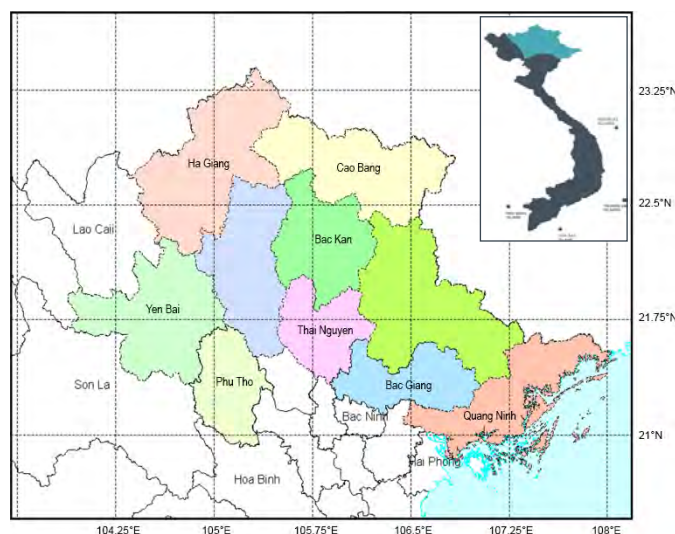 23.25°N
Ha Giang
Cao Bang
22.5°N
Lao Caii
Bac Kan
Yen Bai
21.75°N
Thai Nguyen
Son La
Phu Tho
Bac Giang
Bac Ninh
Quang Ninh
21°N
Hai Phong
Hoa Binh
104.25°E
105°E
105.75°E
106.5°E
107.25°E
108°E